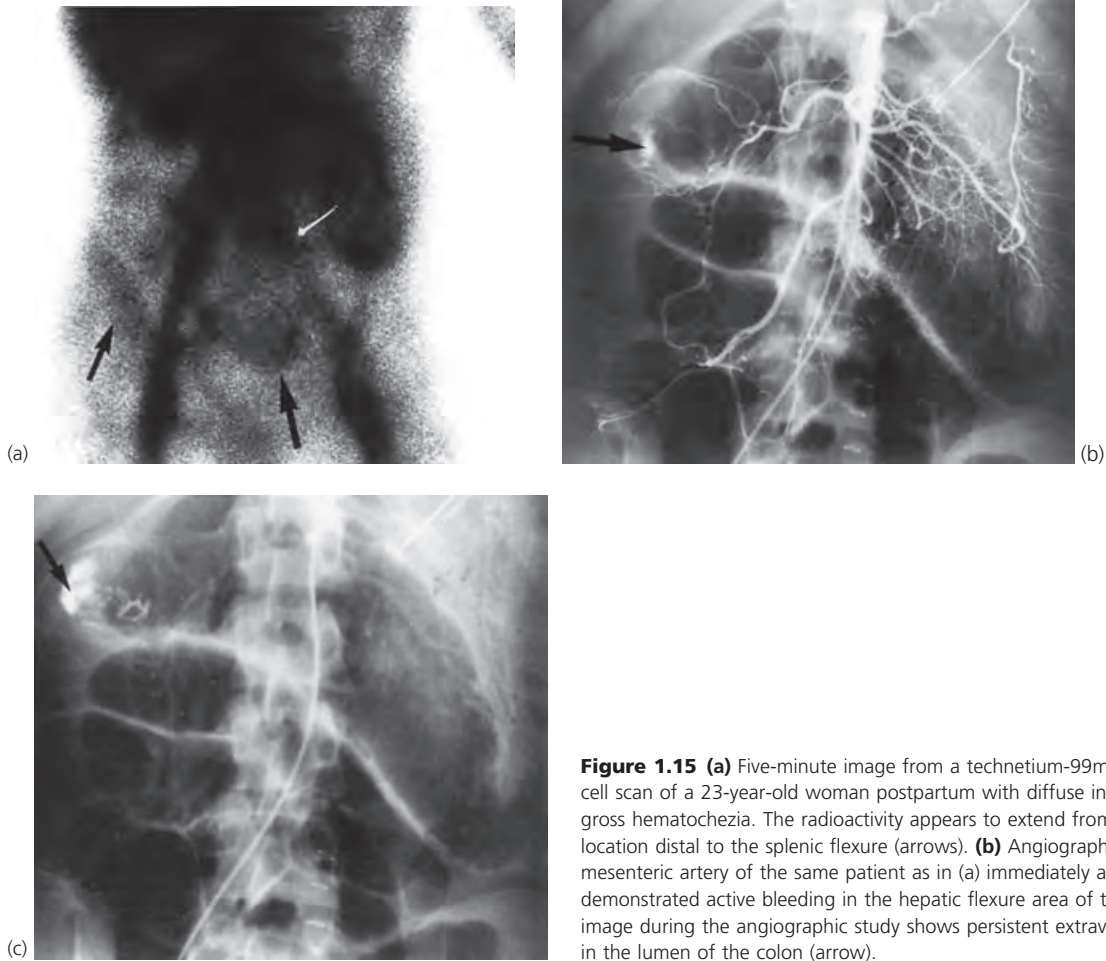 (a)
(b)
(c)
Figure 1.15 (a) Five-minute image from a technetium-99m
cell scan of a 23-year-old woman postpartum with diffuse in
gross hematochezia. The radioactivity appears to extend from
location distal to the splenic flexure (arrows). (b) Angiograph
mesenteric artery of the same patient as in (a) immediately a
demonstrated active bleeding in the hepatic flexure area of t
image during the angiographic study shows persistent extrav
in the lumen of the colon (arrow).